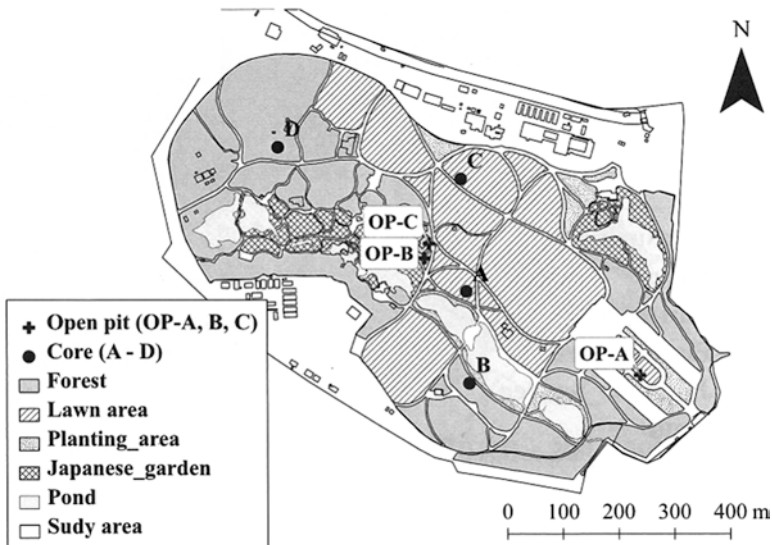 N
D
C
OP-C
OP-B
A
OP-A
B
Open pit (OP-A, B, C)
Core (A - D)
Forest
Lawn area
Planting_area
Japanese_garden
Pond
Sudy area
0 100 200 300 400 m